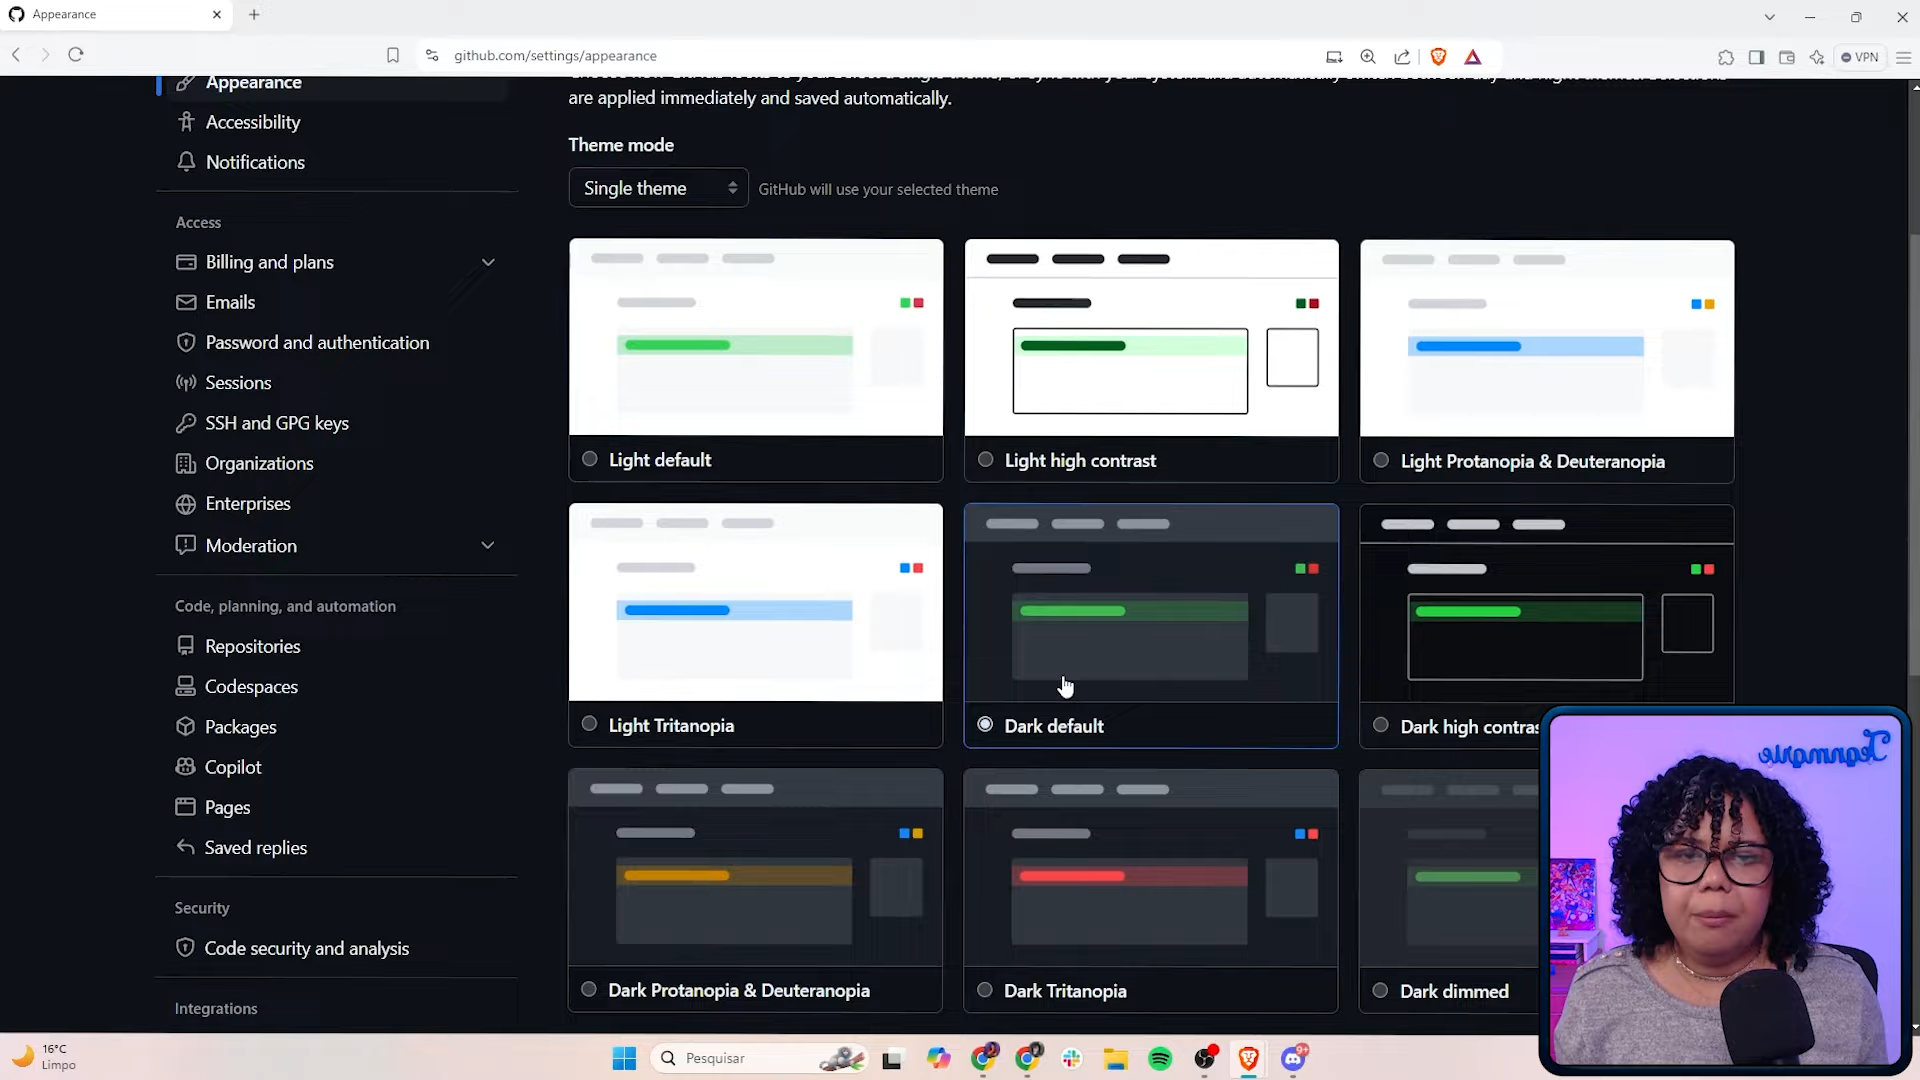 Appearance
github.com/settings/appearance
VPN
Appearance
Accessibility
Notifications
Access
Billing and plans
Emails
Password and authentication
Sessions
SSH and GPG keys
Organizations
Enterprises
Moderation
Code, planning, and automation
Repositories
Codespaces
Packages
Copilot
Pages
Saved replies
Security
Code security and analysis
Integrations
are applied immediately and saved automatically.
Theme mode
Single theme
GitHub will use your selected theme
Light default
Light high contrast
Light Protanopia & Deuteranopia
Light Tritanopia
Dark default
Dark high contras
Dark Protanopia & Deuteranopia
Dark Tritanopia
Dark dimmed
Jeanmarie
16°C
Limpo
Pesquisar
9+